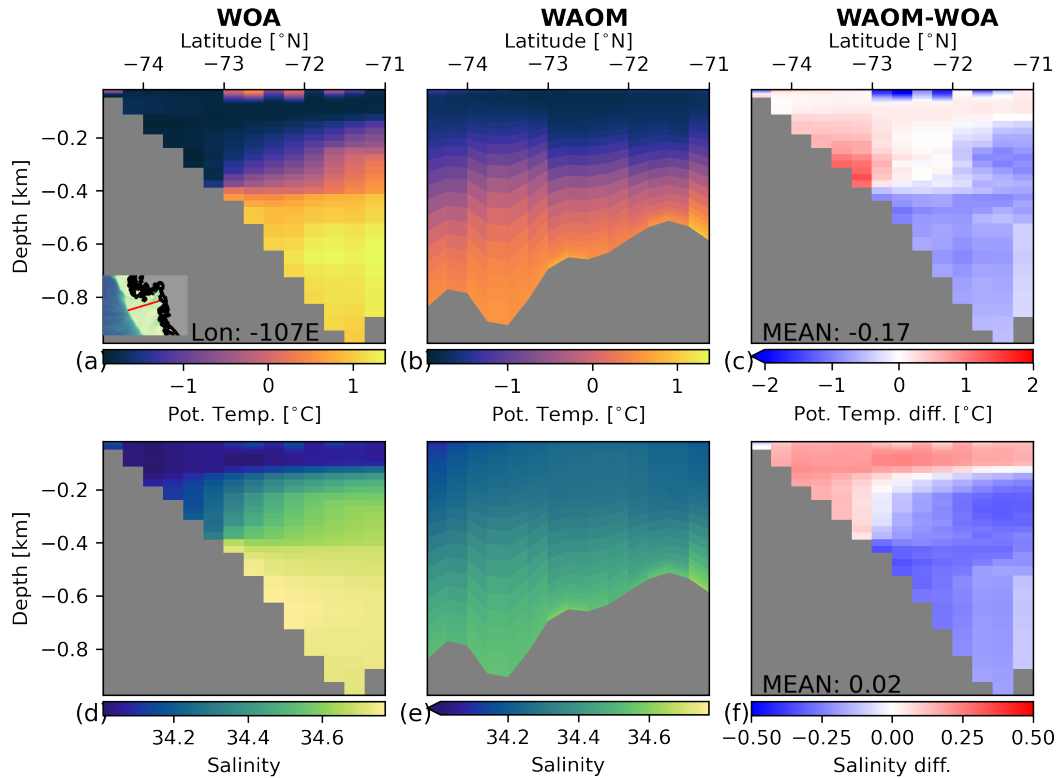 WOA WAOM WAOM-WOA
Latitude [°N] Latitude [°N] Latitude [°N]
−74 −73 −72 −71 −74 −73 −72 −71 −74 −73 −72 −71
Depth [km]
−0.2
−0.4
−0.6
−0.8
Lon: -107E
MEAN: -0.17
(a) (b) (c)
−1 0 1 −1 0 1 −2 −1 0 1 2
Pot. Temp. [°C] Pot. Temp. [°C] Pot. Temp. diff. [°C]
Depth [km]
−0.2
−0.4
−0.6
−0.8
MEAN: 0.02
(d) (e) (f)
34.2 34.4 34.6 34.2 34.4 34.6 −0.50 −0.25 0.00 0.25 0.50
Salinity Salinity Salinity diff.